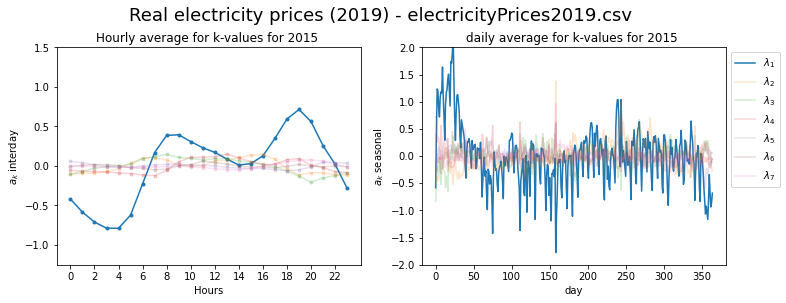 Real electricity prices (2019) - electricityPrices2019.csv
Hourly average for k-values for 2015
daily average for k-values for 2015
1.5
1.0
0.5
0.0
−0.5
−1.0
a_k interday
0 2 4 6 8 10 12 14 16 18 20 22
Hours
2.0
1.5
1.0
0.5
0.0
−0.5
−1.0
−1.5
−2.0
a_k seasonal
0 50 100 150 200 250 300 350
day
λ₁
λ₂
λ₃
λ₄
λ₅
λ₆
λ₇